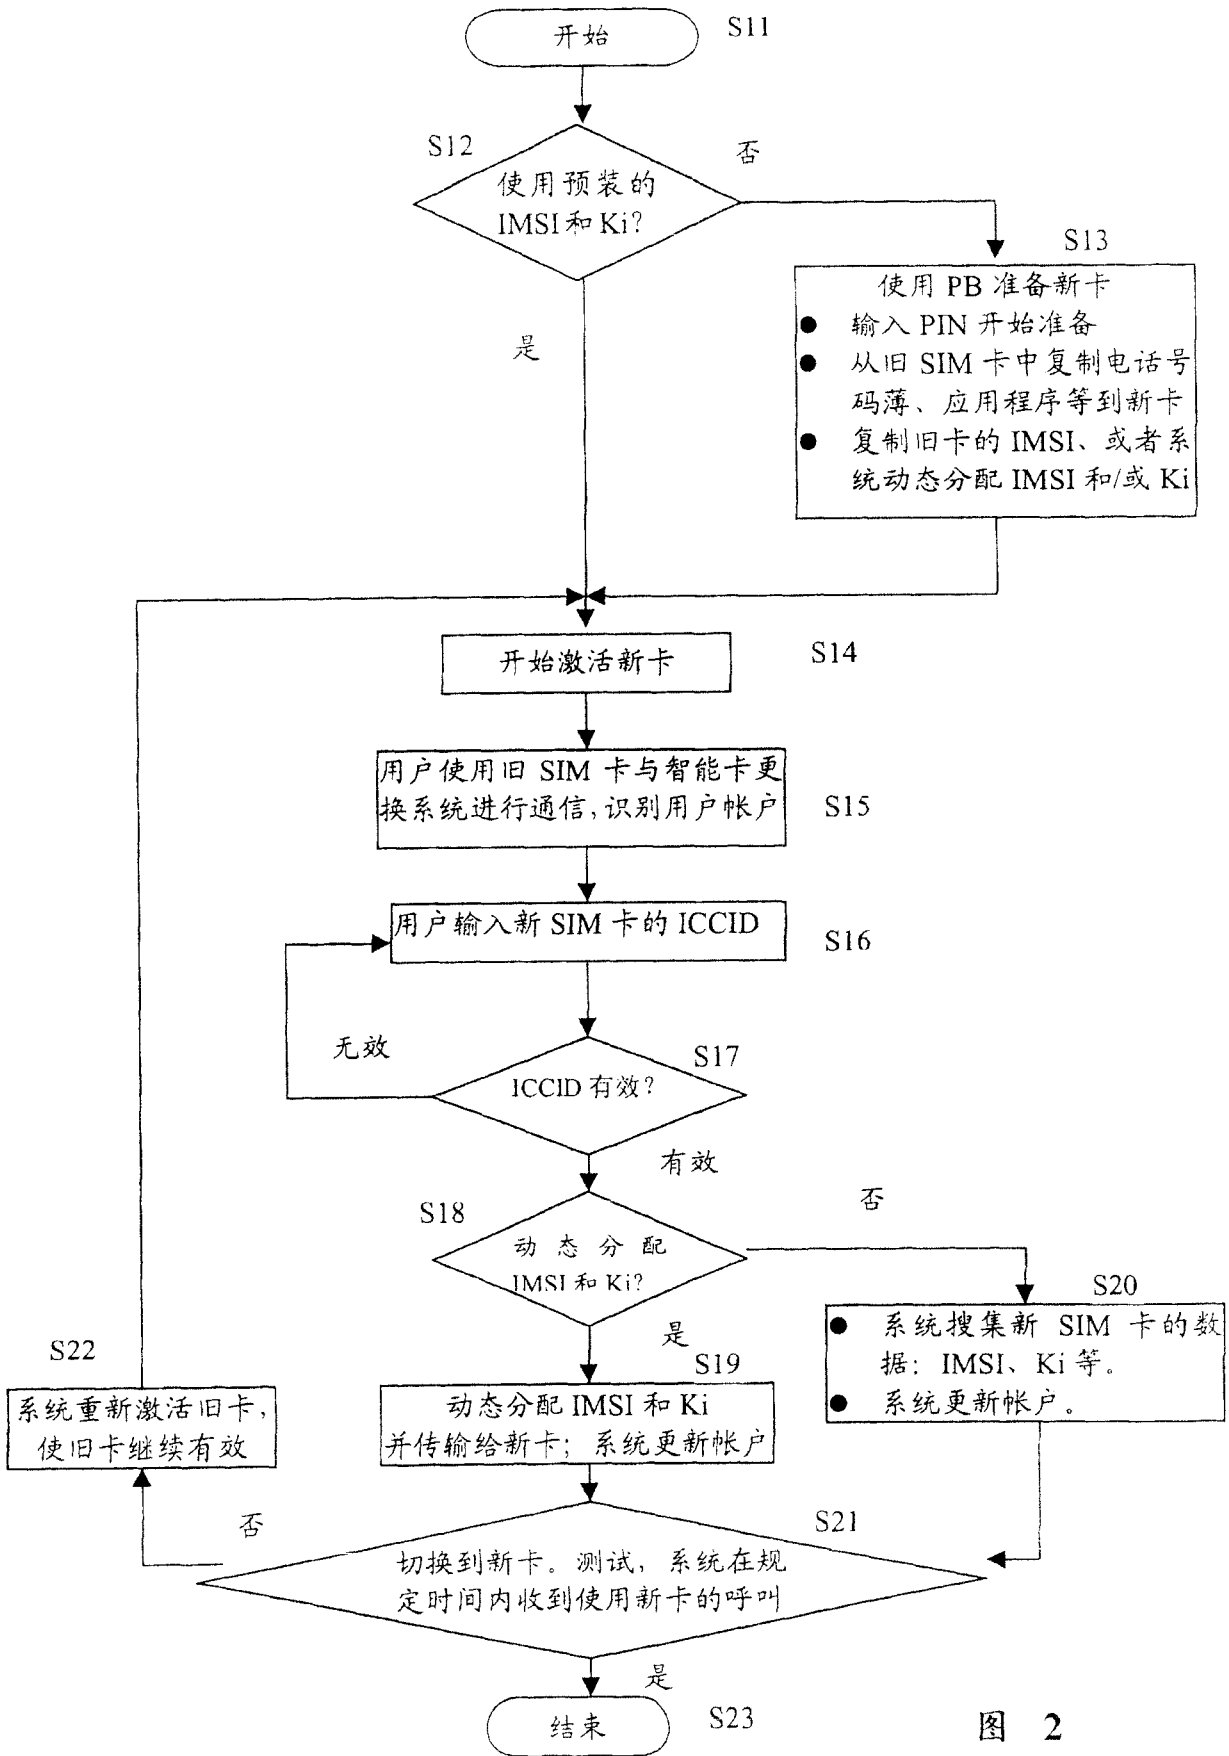 开始
S11
S12
使用预装的
IMSI 和 Ki?
否
是
S13
使用 PB 准备新卡
● 输入 PIN 开始准备
● 从旧 SIM 卡中复制电话号
码薄、应用程序等到新卡
● 复制旧卡的 IMSI、或者系
统动态分配 IMSI 和/或 Ki
开始激活新卡
S14
用户使用旧 SIM 卡与智能卡更
换系统进行通信,识别用户帐户
S15
用户输入新 SIM 卡的 ICCID
S16
无效
S17
ICCID 有效?
有效
S18
动态分配
IMSI 和 Ki?
否
是
S19
动态分配 IMSI 和 Ki
并传输给新卡；系统更新帐户
S20
● 系统搜集新 SIM 卡的数
据：IMSI、Ki 等。
● 系统更新帐户。
S22
系统重新激活旧卡，
使旧卡继续有效
否
S21
切换到新卡。测试，系统在规
定时间内收到使用新卡的呼叫
是
结束
S23
图 2